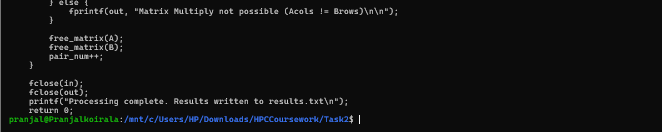 } else {
fprintf(out, "Matrix Multiply not possible (Acols != Brows)\n\n");
}
free_matrix(A);
free_matrix(B);
pair_num++;
}
fclose(in);
fclose(out);
printf("Processing complete. Results written to results.txt\n");
return 0;
pranjal@Pranjalkoirala:/mnt/c/Users/HP/Downloads/HPCCoursework/Task2$